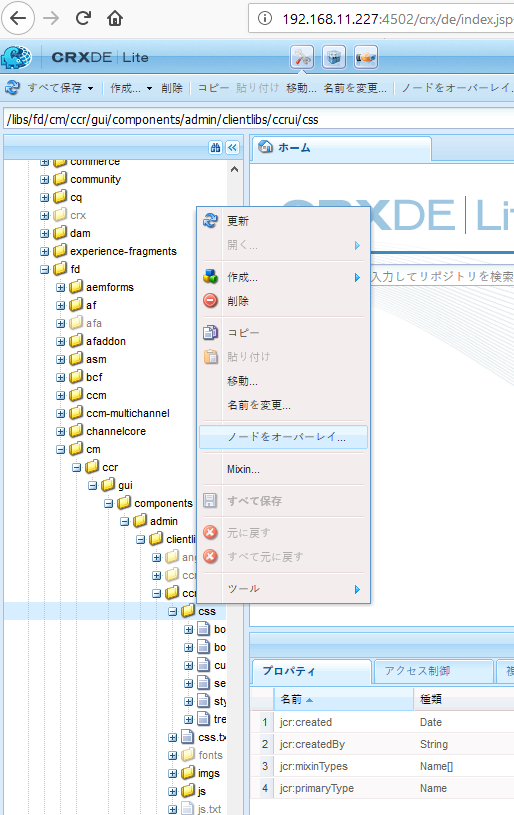 192.168.11.227:4502/crx/de/index.jsp
CRXDE | Lite
すべて保存 作成... 削除 コピー 貼り付け 移動... 名前を変更... ノードをオーバーレイ.
/libs/fd/cm/ccr/gui/components/admin/clientlibs/ccrui/css
ホーム
commerce
community
cq
crx
dam
experience-fragments
fd
aemforms
af
afa
afaddon
asm
bcf
ccm
ccm-multichannel
channelcore
cm
ccr
gui
components
admin
clientli
an
cc
ccr
css
bo
bo
cu
se
sty
tre
css.tx
fonts
imgs
js
js.txt
更新
開く...
作成...
削除
コピー
貼り付け
移動...
名前を変更...
ノードをオーバーレイ...
Mixin...
すべて保存
元に戻す
すべて元に戻す
ツール
CRXDE | Lite
入力してリポジトリを検索
プロパティ アクセス制御 複
名前 種類
1 jcr:created Date
2 jcr:createdBy String
3 jcr:mixinTypes Name[]
4 jcr:primaryType Name